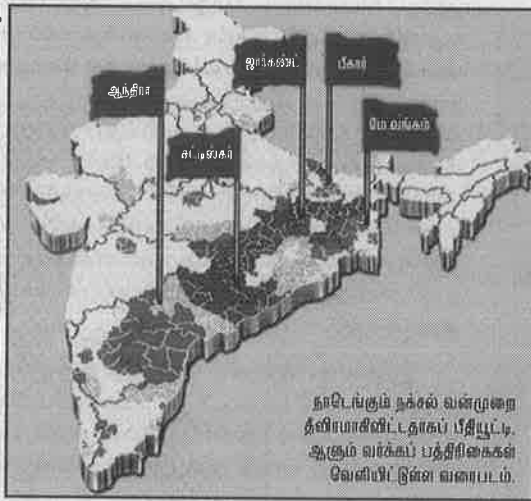 ஜார்கண்ட்
பீகார்
ஆந்திரா
மே.வங்கம்
சட்டிஸ்கர்
நாடெங்கும் நக்சல் வன்முறை
தீவிரமாகிவிட்டதாகப் பீதியூட்டி,
ஆளும் வர்க்கப் பத்திரிகைகள்
வெளியிட்டுள்ள வரைபடம்.